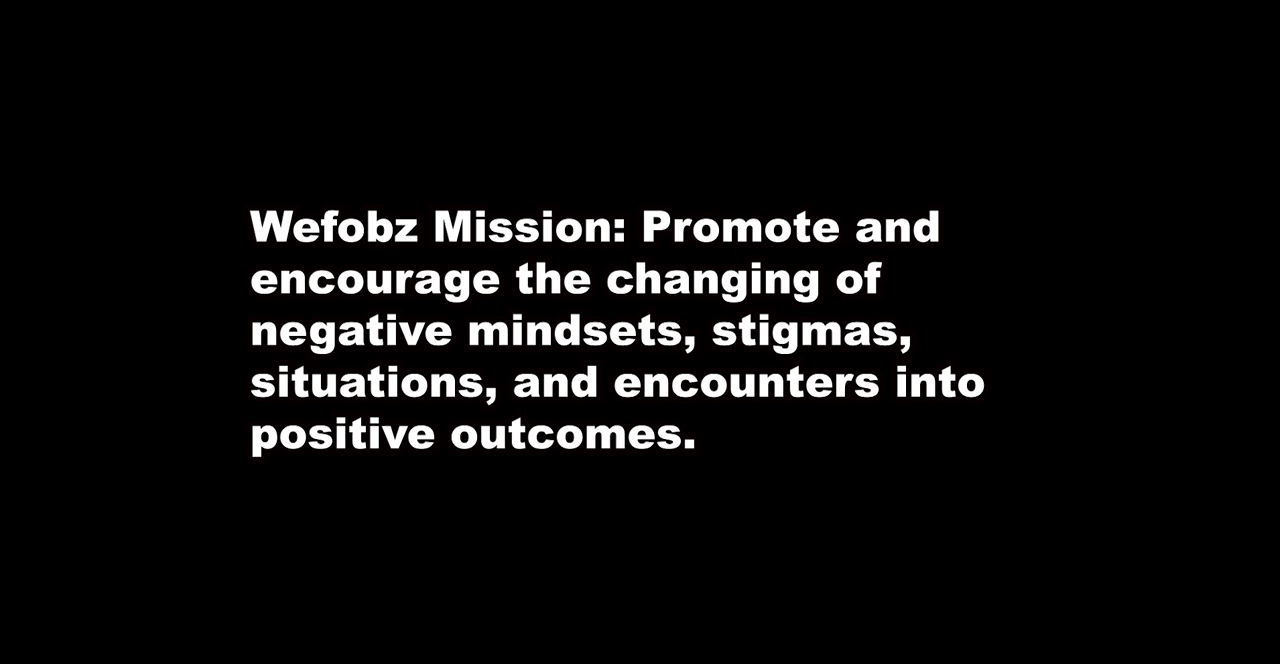 Wefobz Mission: Promote and
encourage the changing of
negative mindsets, stigmas,
situations, and encounters into
positive outcomes.